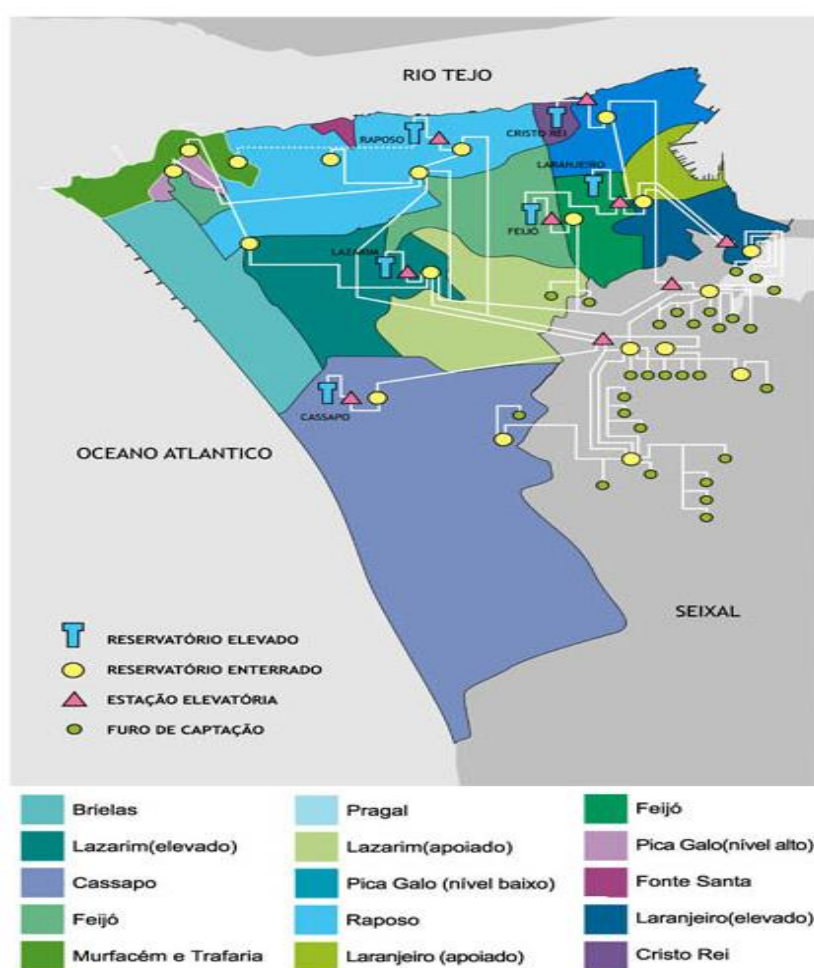 RIO TEJO
RAPOSO
CRISTO REI
LARANJEIRO
FEIJÓ
LAZARIM
CASSAPO
OCEANO ATLANTICO
SEIXAL
RESERVATÓRIO ELEVADO
RESERVATÓRIO ENTERRADO
ESTAÇÃO ELEVATÓRIA
FURO DE CAPTAÇÃO
Brielas
Pragal
Feijó
Lazarim(elevado)
Lazarim(apoiado)
Pica Galo(nível alto)
Cassapo
Pica Galo (nível baixo)
Fonte Santa
Feijó
Raposo
Laranjeiro(elevado)
Murfacém e Trafaria
Laranjeiro (apoiado)
Cristo Rei